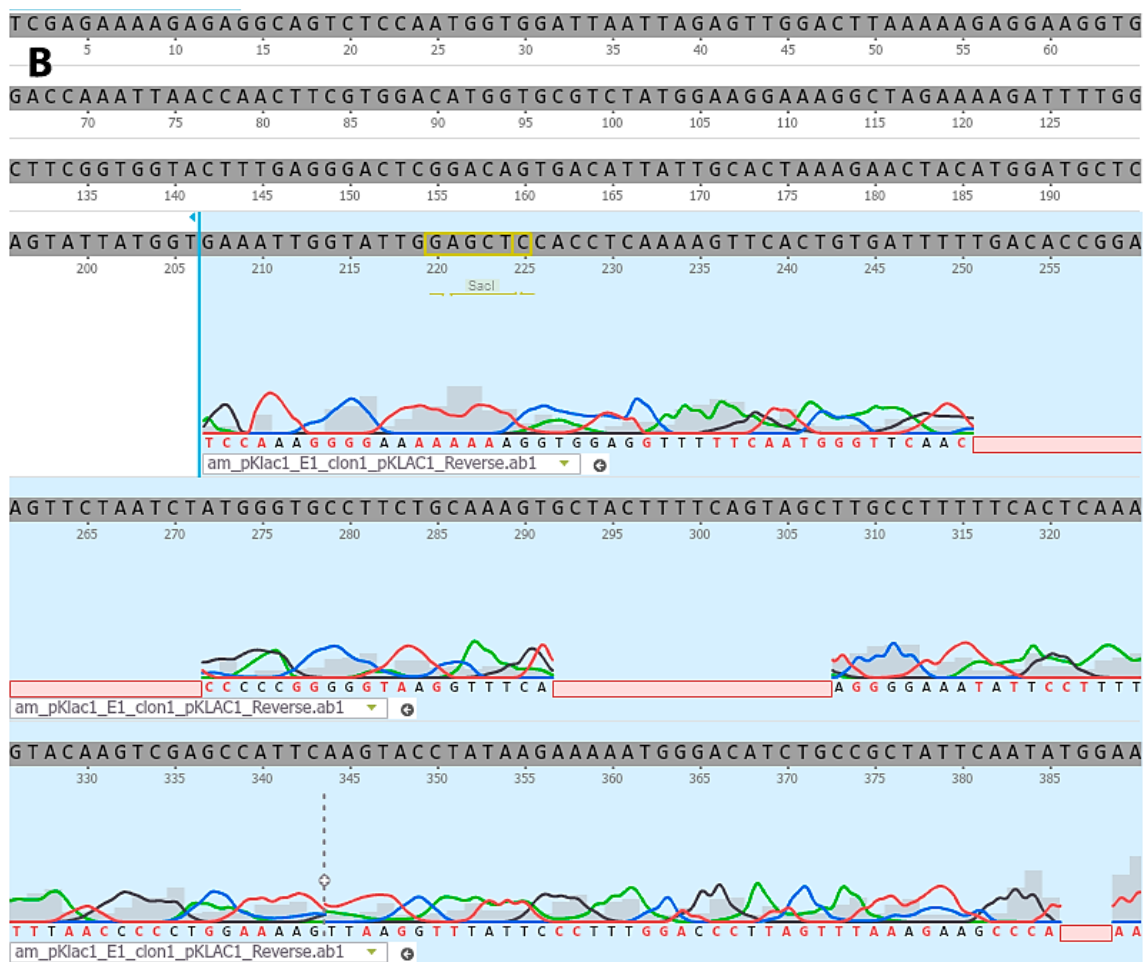 TCGAGAAAAGAGAGGCAGTCTCCAATGGTGGATTAATTAGAGTTGGACTTAAAAAGAGGAAGGTG
5 10 15 20 25 30 35 40 45 50 55 60
B
GACCAAATTAACCAACTTCGTGGACATGGTGCGTCTATGGAAGGAAAGGCTAGAAAAGATTTTGG
70 75 80 85 90 95 100 105 110 115 120 125
CTTCGGTGGTACTTTGAGGGACTCGGACAGTGACATTATTGCACTAAAGAACTACATGGATGCTC
135 140 145 150 155 160 165 170 175 180 185 190
AGTATTATGGTGAAATTGGTATTGGAGCTCCACCTCAAAAGTTCACTGTGATTTTTGACACCGGA
200 205 210 215 220 225 230 235 240 245 250 255
SacI
TCCAAAGGGGAAAAAAAAGGTGGAGGTTTTTCAATGGGTTCAAC
am_pKlac1_E1_clon1_pKLAC1_Reverse.ab1
AGTTCTAATCTATGGGTGCCTTCTGCAAAGTGCTACTTTTCAGTAGCTTGCCTTTTTCACTCAAA
265 270 275 280 285 290 295 300 305 310 315 320
CCCCCGGGGGTAAGGTTTCA AGGGGAAATATTCCTTTT
am_pKlac1_E1_clon1_pKLAC1_Reverse.ab1
GTACAAGTCGAGCCATTCAAGTACCTATAAGAAAAATGGGACATCTGCCGCTATTCAATATGGAA
330 335 340 345 350 355 360 365 370 375 380 385
TTTAACCCCCTGGAAAAGTTAAGGTTTATTCCCTTTGGACCCTTAGTTTAAAGAAGCCCA AA
am_pKlac1_E1_clon1_pKLAC1_Reverse.ab1